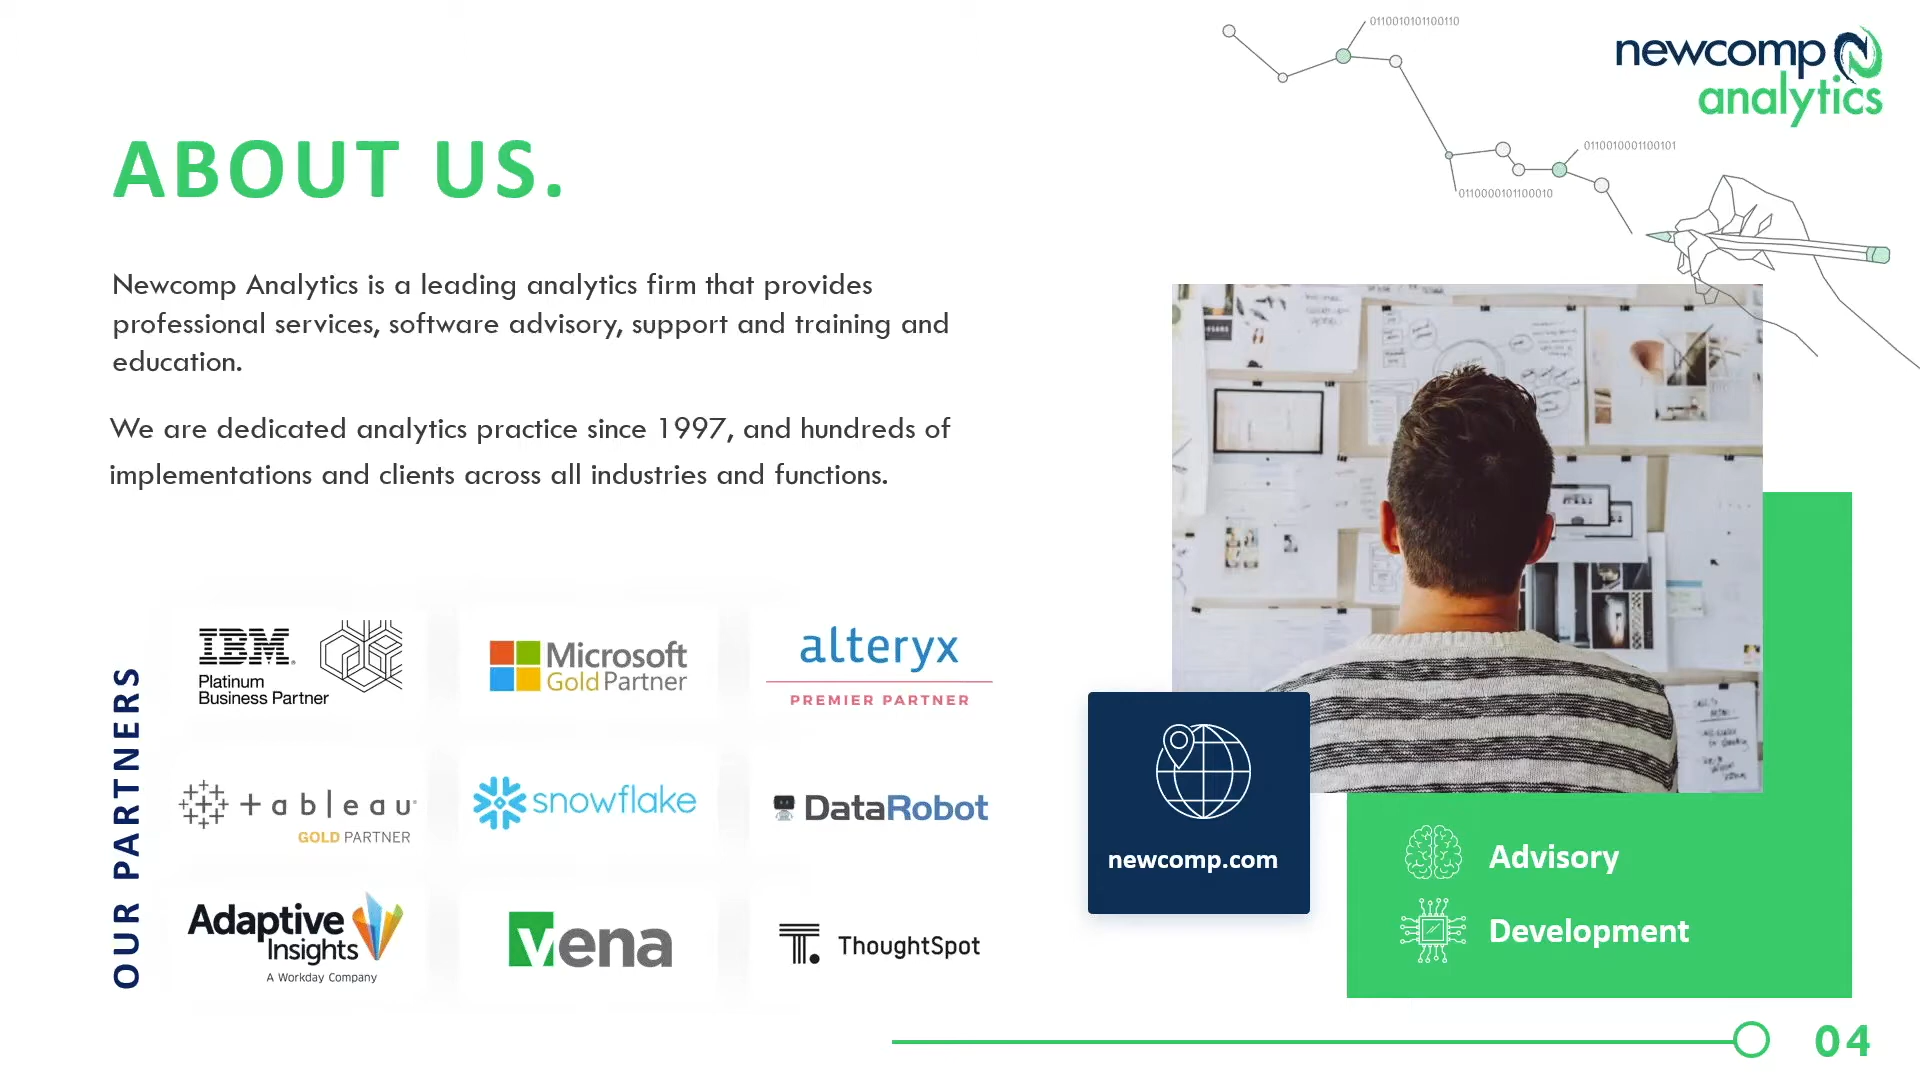 0110010101100110
newcomp
analytics
0110010001100101
0110000101100010
ABOUT US.
Newcomp Analytics is a leading analytics firm that provides
professional services, software advisory, support and training and
education.
We are dedicated analytics practice since 1997, and hundreds of
implementations and clients across all industries and functions.
OUR PARTNERS
IBM
Platinum
Business Partner
Microsoft
Gold Partner
alteryx
PREMIER PARTNER
+ableau
GOLD PARTNER
snowflake
DataRobot
Adaptive
Insights
A Workday Company
vena
T.
ThoughtSpot
newcomp.com
Advisory
Development
04